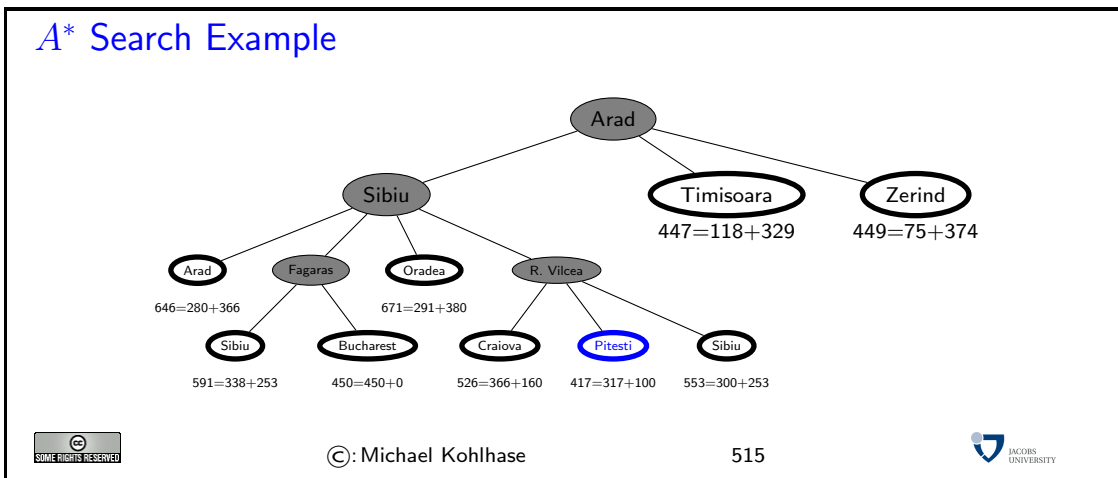 A* Search Example
Arad
Sibiu
Timisoara
Zerind
447=118+329
449=75+374
Arad
Fagaras
Oradea
R. Vilcea
646=280+366
671=291+380
Sibiu
Bucharest
Craiova
Pitesti
Sibiu
591=338+253
450=450+0
526=366+160
417=317+100
553=300+253
cc
SOME RIGHTS RESERVED
©: Michael Kohlhase
515
JACOBS
UNIVERSITY